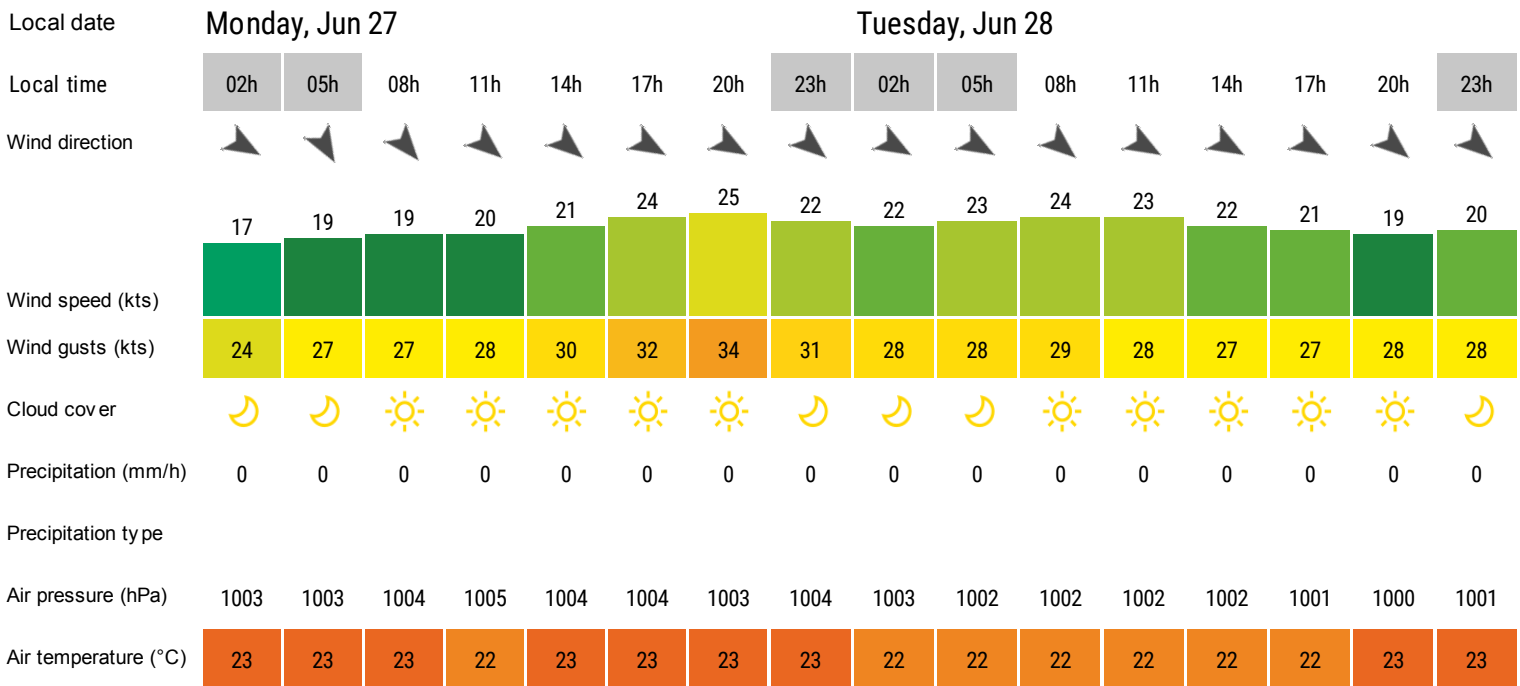 Local date Monday, Jun 27 Tuesday, Jun 28
Local time 02h 05h 08h 11h 14h 17h 20h 23h 02h 05h 08h 11h 14h 17h 20h 23h
Wind direction
17 19 19 20 21 24 25 22 22 23 24 23 22 21 19 20
Wind speed (kts)
Wind gusts (kts) 24 27 27 28 30 32 34 31 28 28 29 28 27 27 28 28
Cloud cover
Precipitation (mm/h) 0 0 0 0 0 0 0 0 0 0 0 0 0 0 0 0
Precipitation type
Air pressure (hPa) 1003 1003 1004 1005 1004 1004 1003 1004 1003 1002 1002 1002 1002 1001 1000 1001
Air temperature (°C) 23 23 23 22 23 23 23 23 22 22 22 22 22 22 23 23